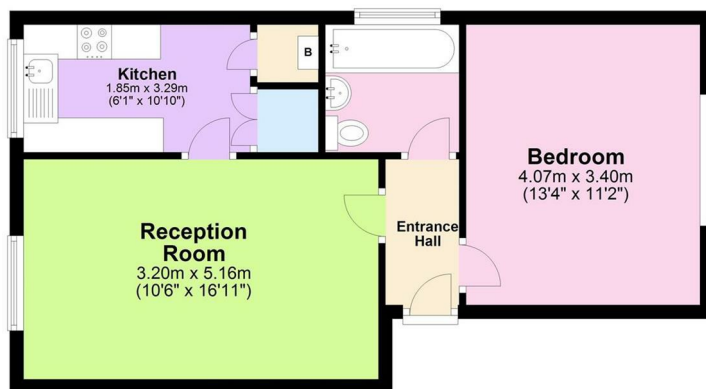 Kitchen
1.85m x 3.29m
(6'1" x 10'10")
B
Bedroom
4.07m x 3.40m
(13'4" x 11'2")
Reception
Room
3.20m x 5.16m
(10'6" x 16'11")
Entrance
Hall